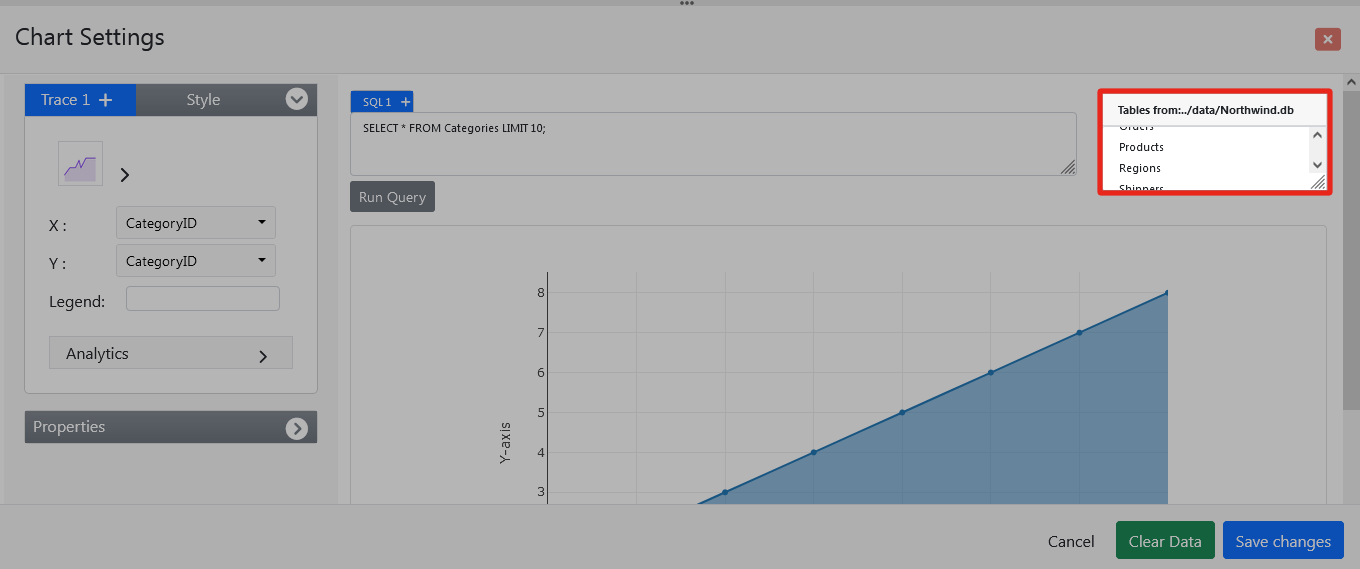 Chart Settings
Trace 1 +
Style
SQL 1 +
SELECT * FROM Categories LIMIT 10;
Run Query
Tables from:../data/Northwind.db
Orders
Products
Regions
Shippers
X :
CategoryID
Y :
CategoryID
Legend:
Analytics
Properties
8
7
6
5
4
3
Y-axis
Cancel
Clear Data
Save changes